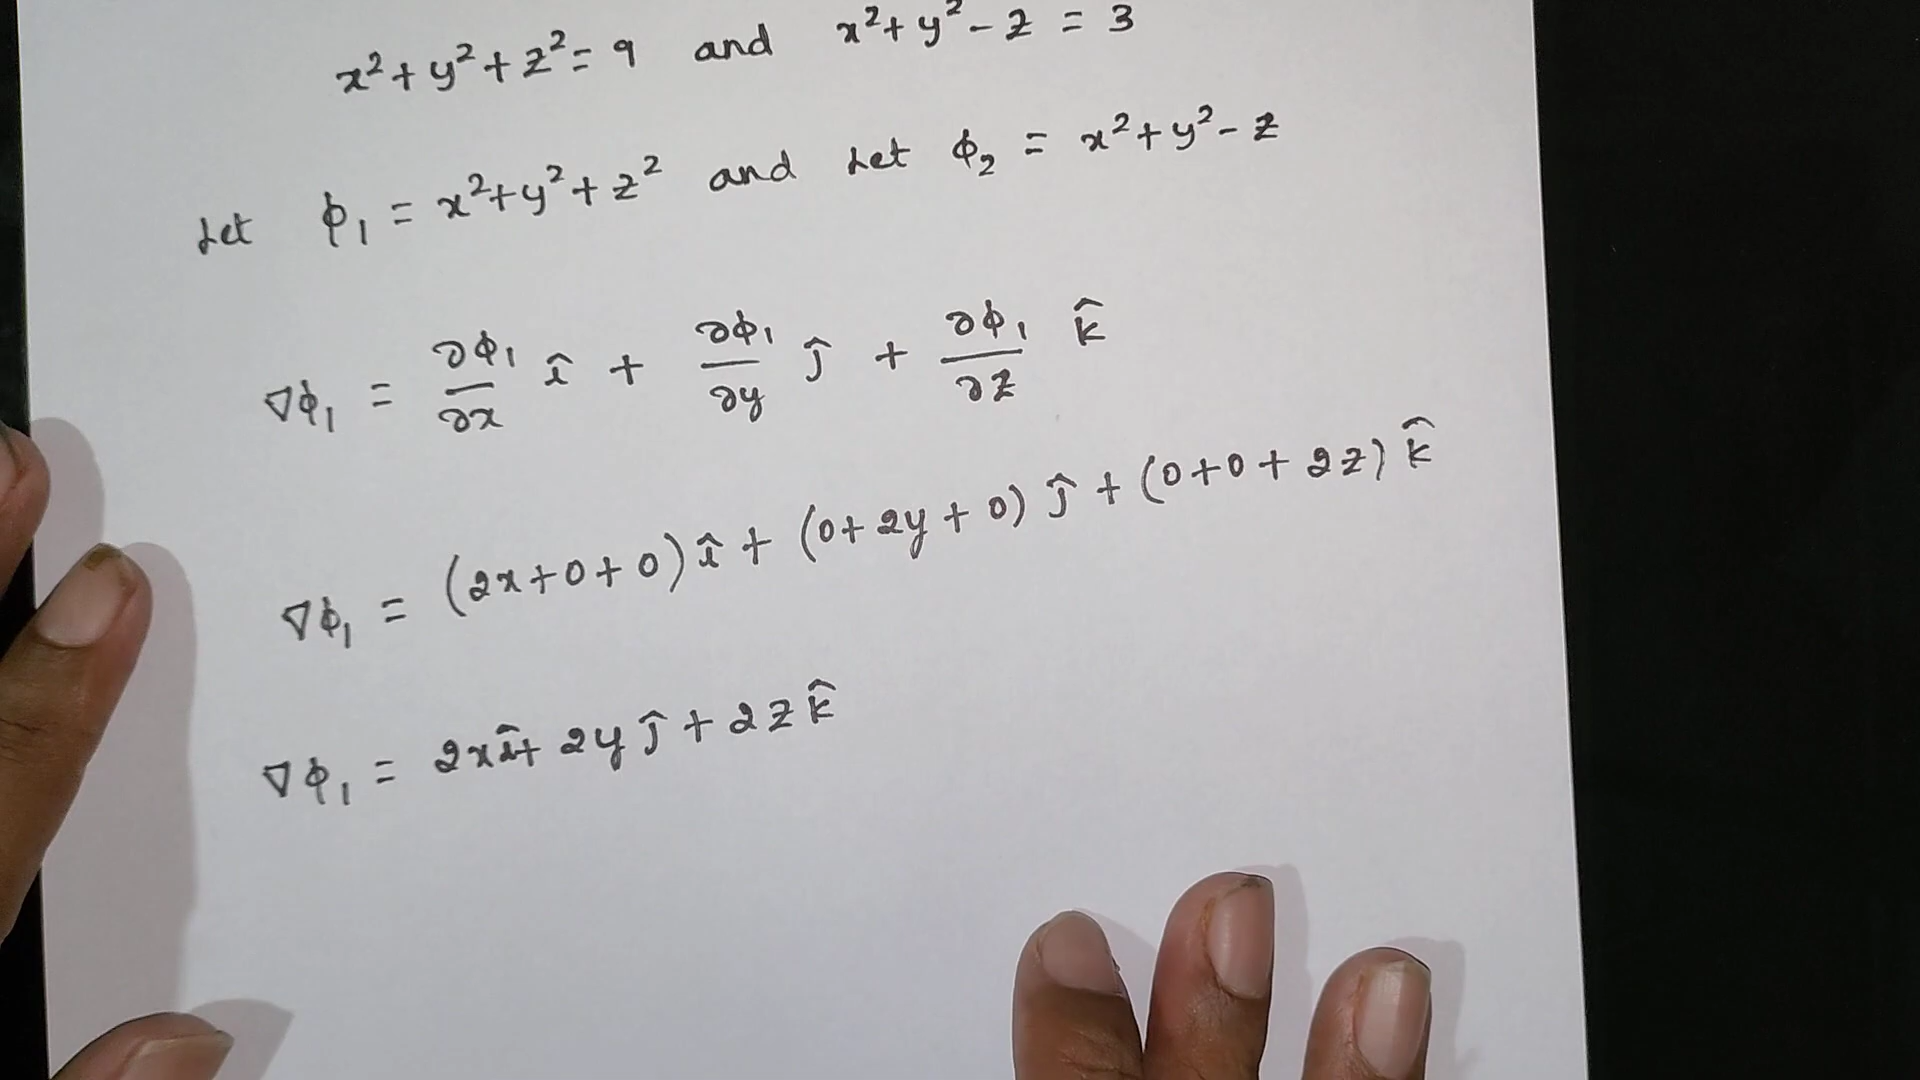 x² + y² + z² = 9 and x² + y² - z = 3
Let ϕ₁ = x² + y² + z² and Let ϕ₂ = x² + y² - z
∇ϕ₁ = ∂ϕ₁/∂x î + ∂ϕ₁/∂y ĵ + ∂ϕ₁/∂z k̂
∇ϕ₁ = (2x + 0 + 0) î + (0 + 2y + 0) ĵ + (0 + 0 + 2z) k̂
∇ϕ₁ = 2x î + 2y ĵ + 2z k̂